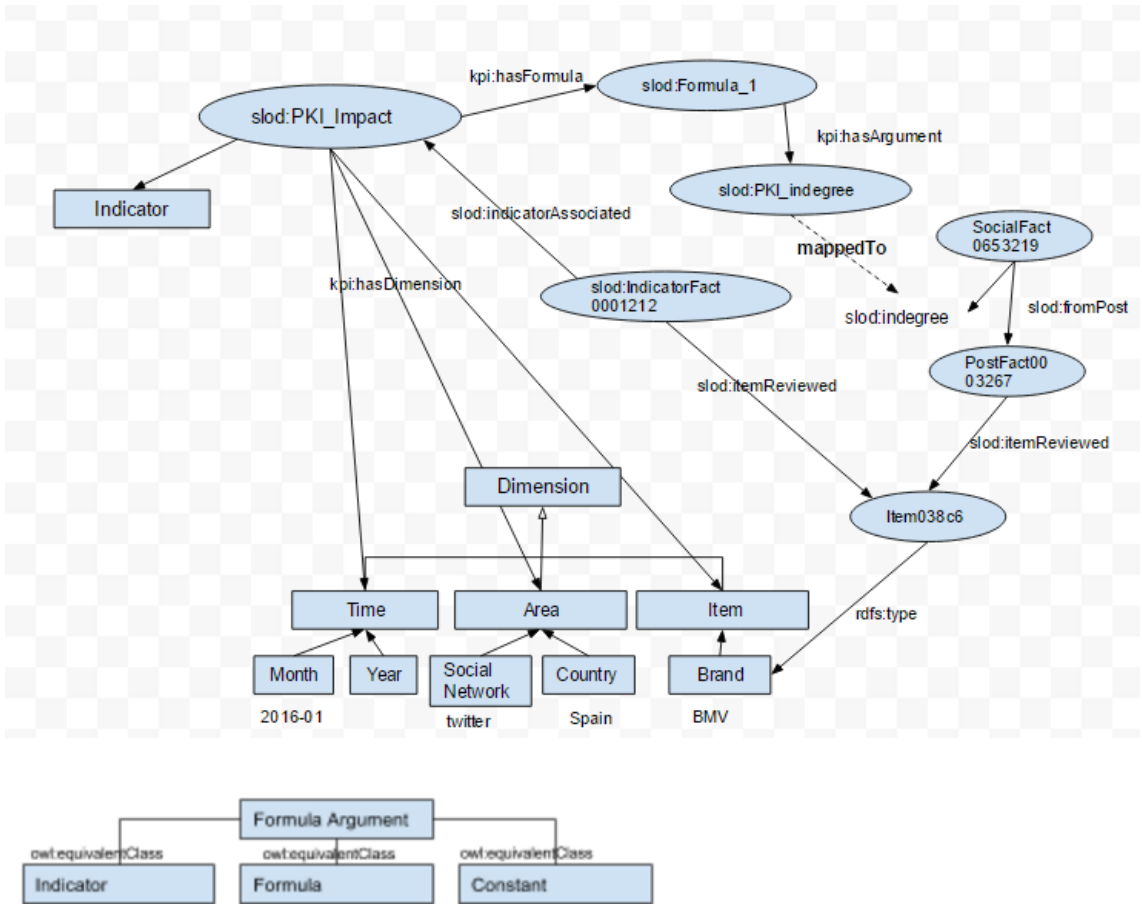 kpi:hasFormula
slod:Formula_1
slod:PKI_Impact
kpi:hasArgument
slod:PKI_indegree
Indicator
slod:indicatorAssociated
SocialFact
0653219
mappedTo
kpi:hasDimension
slod:IndicatorFact
0001212
slod:indegree
slod:fromPost
PostFact00
03267
slod:itemReviewed
slod:itemReviewed
Dimension
Item038c6
Time
Area
Item
rdfs:type
Month
Year
Social
Network
Country
Brand
2016-01
twitter
Spain
BMV
Formula Argument
owl:equivalentClass
owl:equivalentClass
owl:equivalentClass
Indicator
Formula
Constant